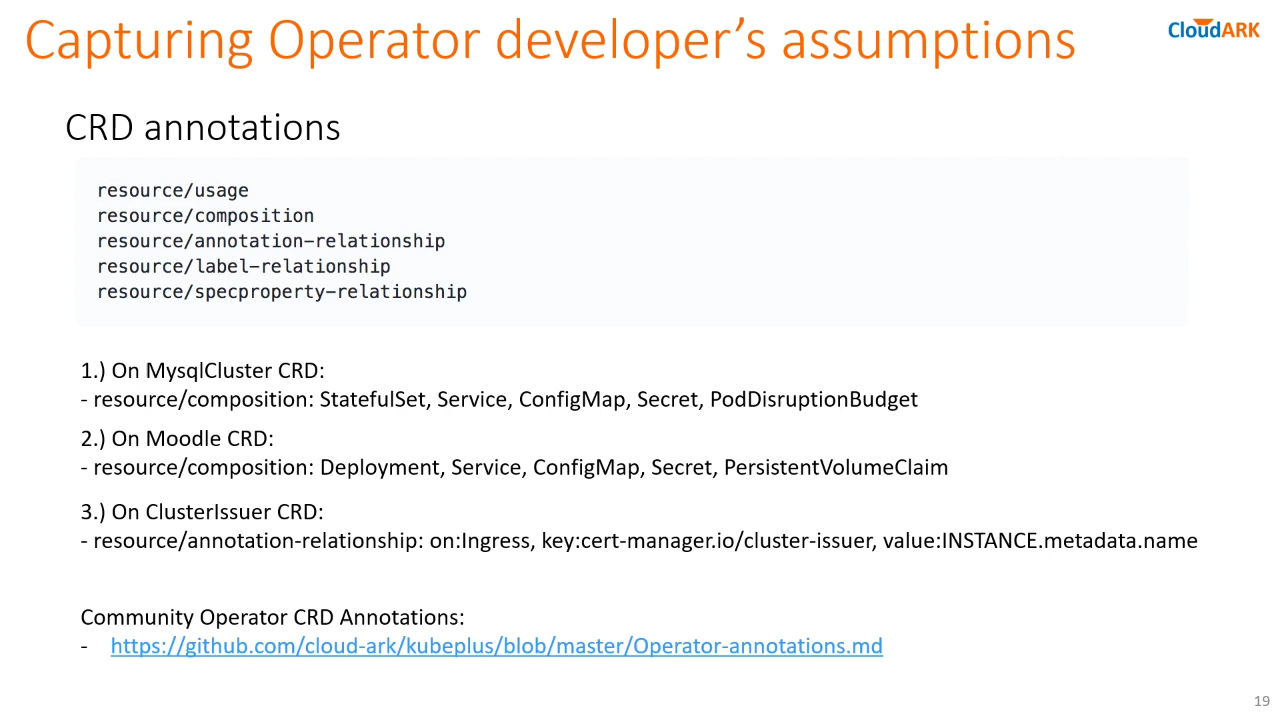 Capturing Operator developer’s assumptions
CloudARK
CRD annotations
resource/usage
resource/composition
resource/annotation-relationship
resource/label-relationship
resource/specproperty-relationship
1.) On MysqlCluster CRD:
- resource/composition: StatefulSet, Service, ConfigMap, Secret, PodDisruptionBudget
2.) On Moodle CRD:
- resource/composition: Deployment, Service, ConfigMap, Secret, PersistentVolumeClaim
3.) On ClusterIssuer CRD:
- resource/annotation-relationship: on:Ingress, key:cert-manager.io/cluster-issuer, value:INSTANCE.metadata.name
Community Operator CRD Annotations:
- https://github.com/cloud-ark/kubeplus/blob/master/Operator-annotations.md
19